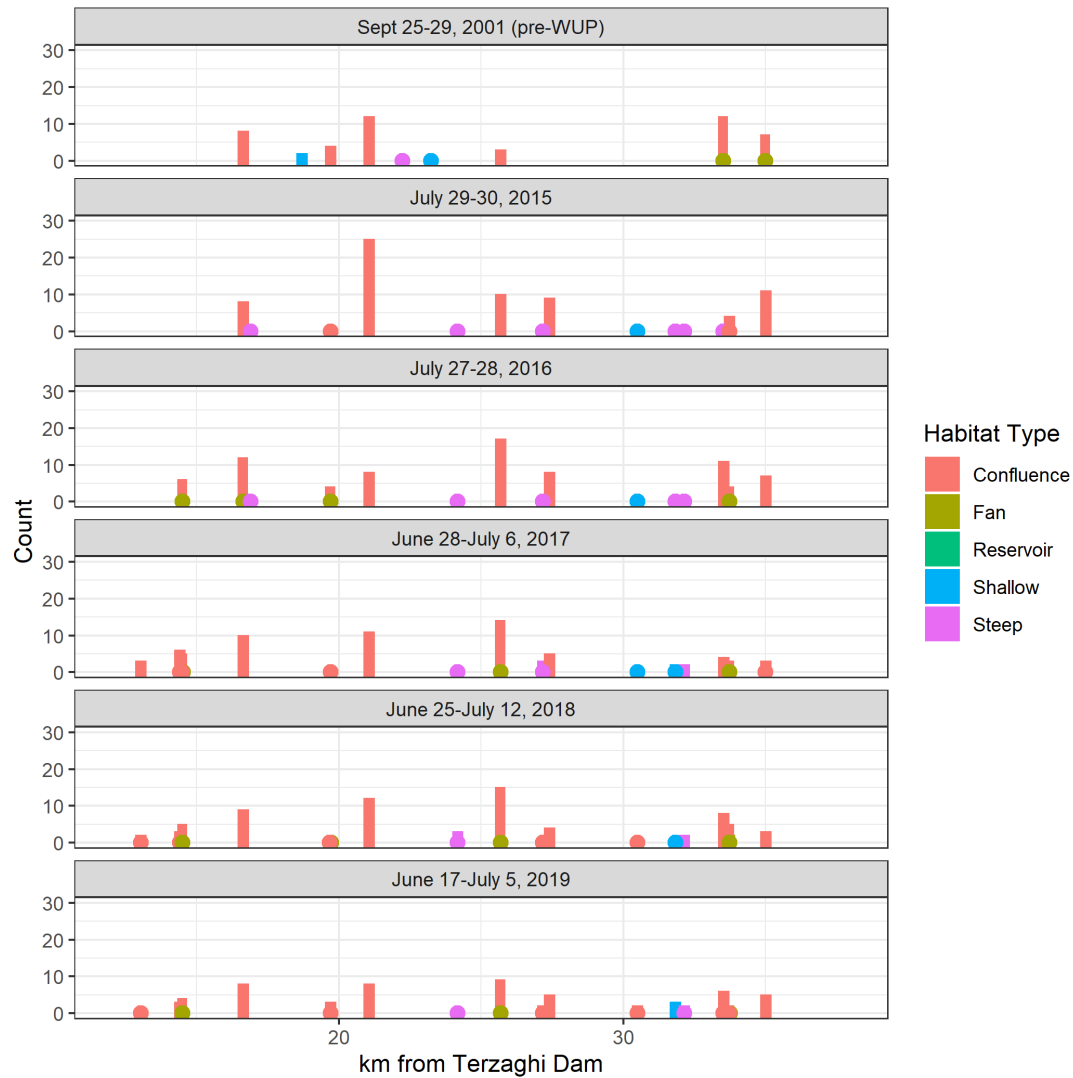 Sept 25-29, 2001 (pre-WUP)
30
20
10
0
July 29-30, 2015
30
20
10
0
July 27-28, 2016
30
20
10
0
June 28-July 6, 2017
30
20
10
0
June 25-July 12, 2018
30
20
10
0
June 17-July 5, 2019
30
20
10
0
20
30
km from Terzaghi Dam
Count
Habitat Type
Confluence
Fan
Reservoir
Shallow
Steep